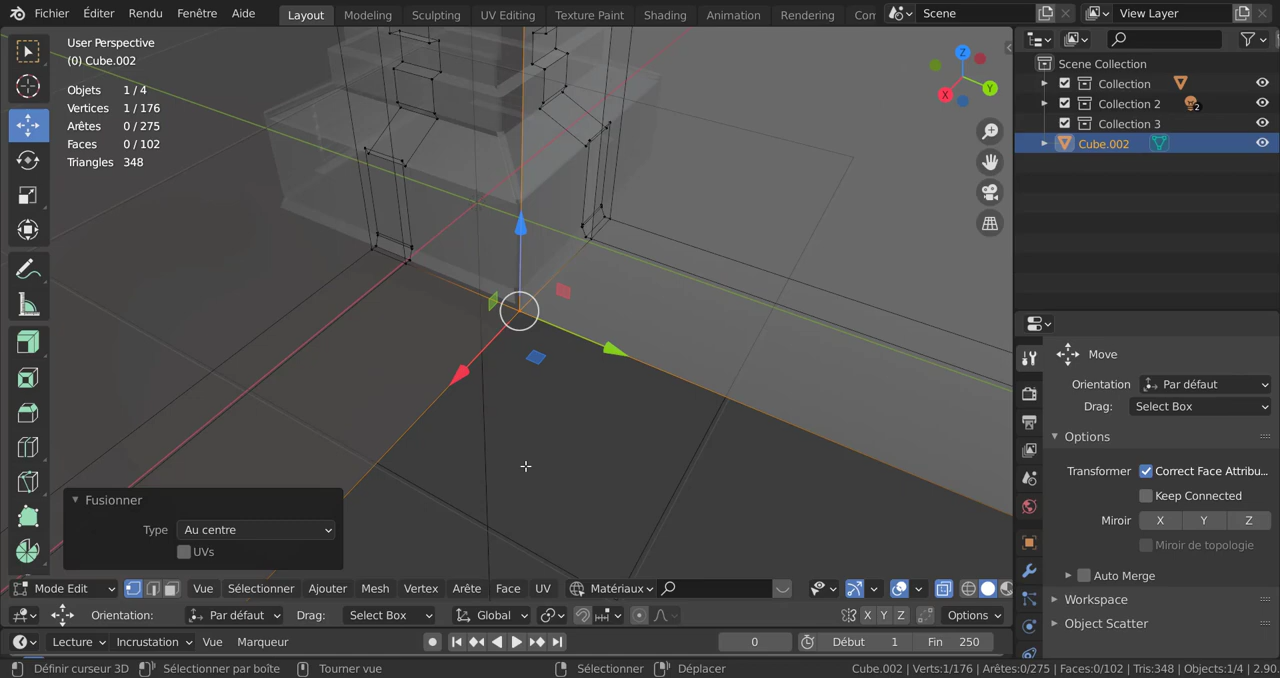 Fichier Éditer Rendu Fenêtre Aide Layout Modeling Sculpting UV Editing Texture Paint Shading Animation Rendering Con Scene View Layer
User Perspective
(0) Cube.002
Objets 1 / 4
Vertices 1 / 176
Arêtes 0 / 275
Faces 0 / 102
Triangles 348
Z
Y
X
Scene Collection
Collection
Collection 2 2
Collection 3
Cube.002
Move
Orientation Par défaut
Drag: Select Box
Options
Transformer Correct Face Attribu...
Keep Connected
Miroir X Y Z
Miroir de topologie
Auto Merge
Workspace
Object Scatter
Fusionner
Type Au centre
UVs
Mode Edit Vue Sélectionner Ajouter Mesh Vertex Arête Face UV Matériaux
Orientation: Par défaut Drag: Select Box Global X Y Z Options
Lecture Incrustation Vue Marqueur 0 Début 1 Fin 250
Définir curseur 3D Sélectionner par boîte Tourner vue Sélectionner Déplacer Cube.002 | Verts:1/176 | Arêtes:0/275 | Faces:0/102 | Tris:348 | Objects:1/4 | 2.90.